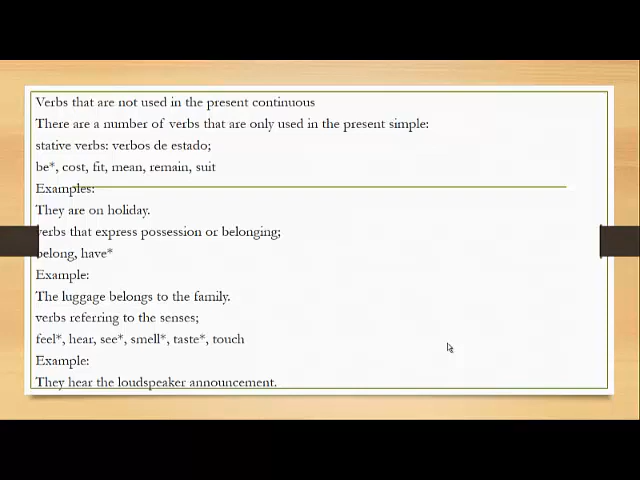 Verbs that are not used in the present continuous
There are a number of verbs that are only used in the present simple:
stative verbs: verbos de estado;
be*, cost, fit, mean, remain, suit
Examples:
They are on holiday.
verbs that express possession or belonging;
belong, have*
Example:
The luggage belongs to the family.
verbs referring to the senses;
feel*, hear, see*, smell*, taste*, touch
Example:
They hear the loudspeaker announcement.